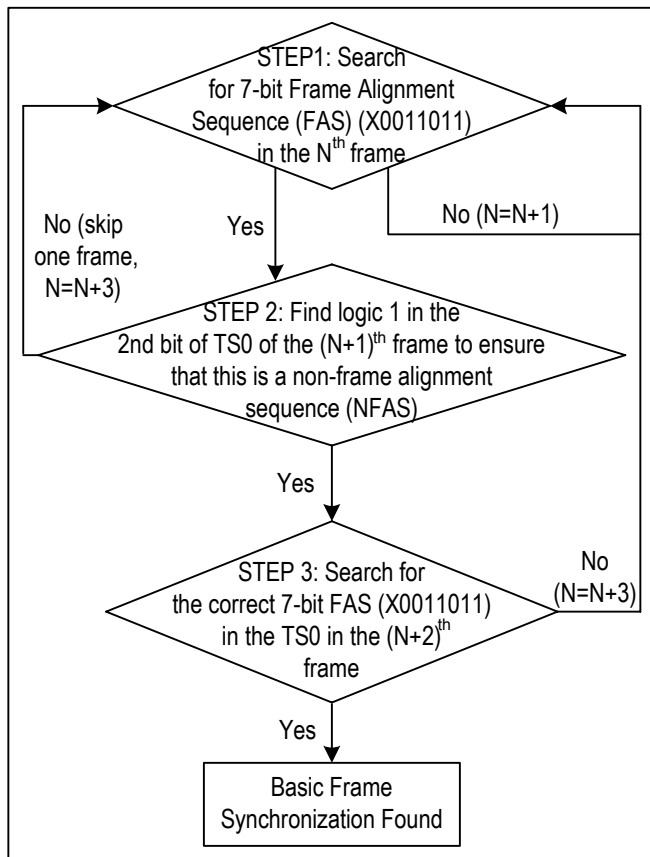 STEP1: Search
for 7-bit Frame Alignment
Sequence (FAS) (X0011011)
in the Nth frame
No (skip
one frame,
N=N+3)
Yes
No (N=N+1)
STEP 2: Find logic 1 in the
2nd bit of TS0 of the (N+1)th frame to ensure
that this is a non-frame alignment
sequence (NFAS)
Yes
STEP 3: Search for
the correct 7-bit FAS (X0011011)
in the TS0 in the (N+2)th
frame
No
(N=N+3)
Yes
Basic Frame
Synchronization Found